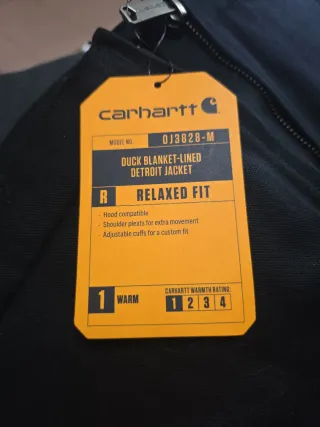 carhartt
MODEL NO. OJ3828-M
DUCK BLANKET-LINED
DETROIT JACKET
R RELAXED FIT
- Hood compatible
- Shoulder pleats for extra movement
- Adjustable cuffs for a custom fit
CARHARTT WARMTH RATING:
1 WARM 1 2 3 4